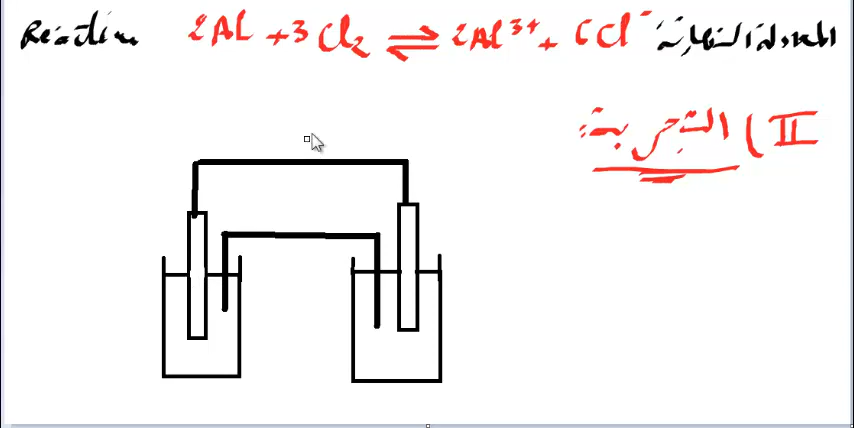 Reaction 2Al + 3Cl₂ ⇌ 2Al³⁺ + 6Cl⁻ المعادلة النهائية
II) التجربة: